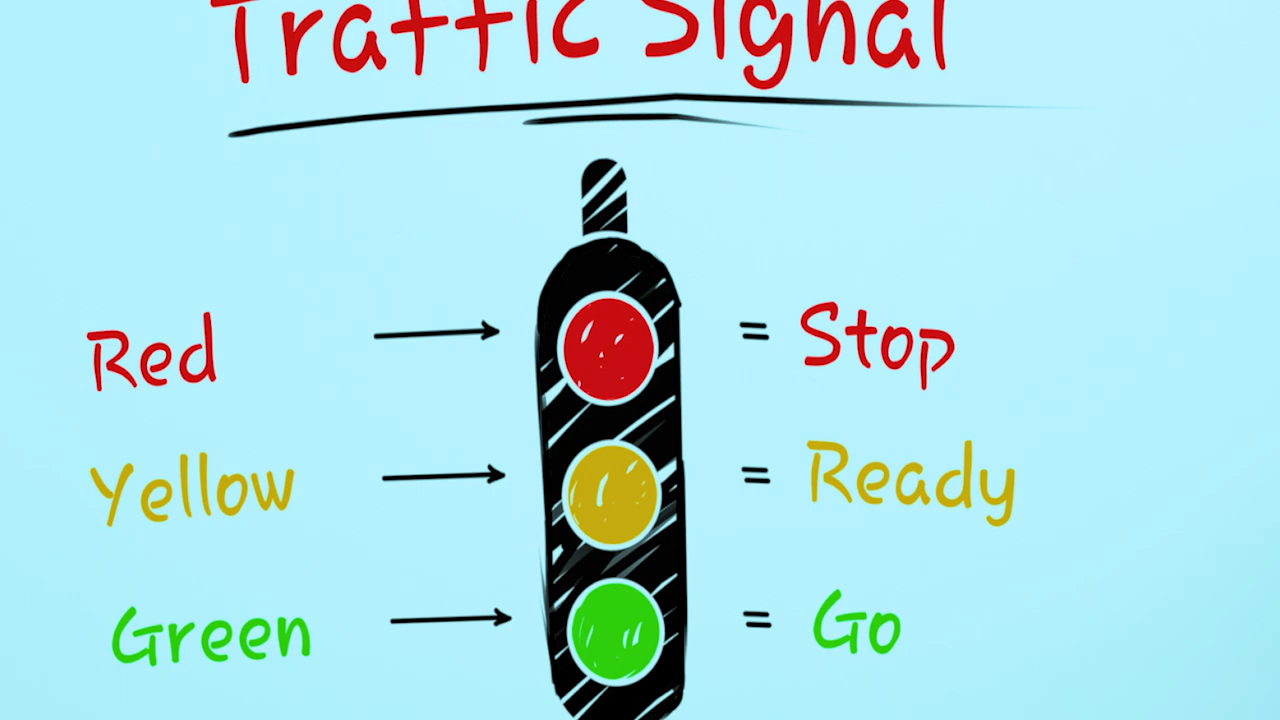 Traffic Signal
Red = Stop
Yellow = Ready
Green = Go